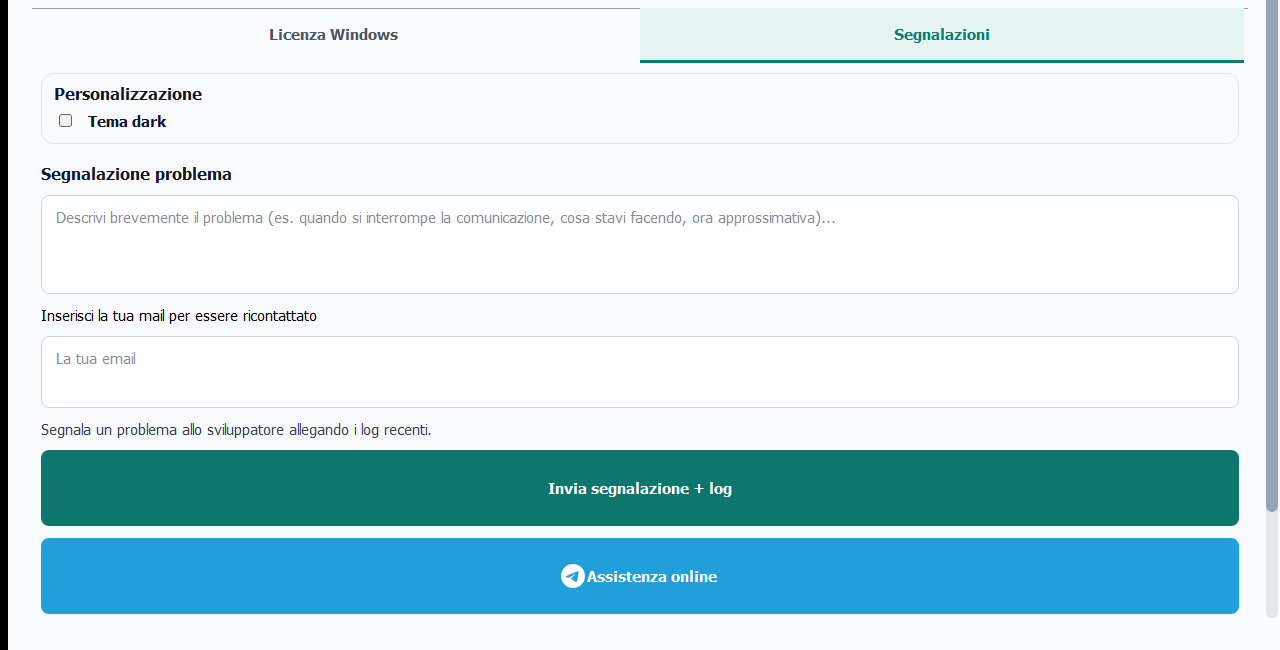 Licenza Windows
Segnalazioni
Personalizzazione
Tema dark
Segnalazione problema
Descrivi brevemente il problema (es. quando si interrompe la comunicazione, cosa stavi facendo, ora approssimativa)...
Inserisci la tua mail per essere ricontattato
La tua email
Segnala un problema allo sviluppatore allegando i log recenti.
Invia segnalazione + log
Assistenza online